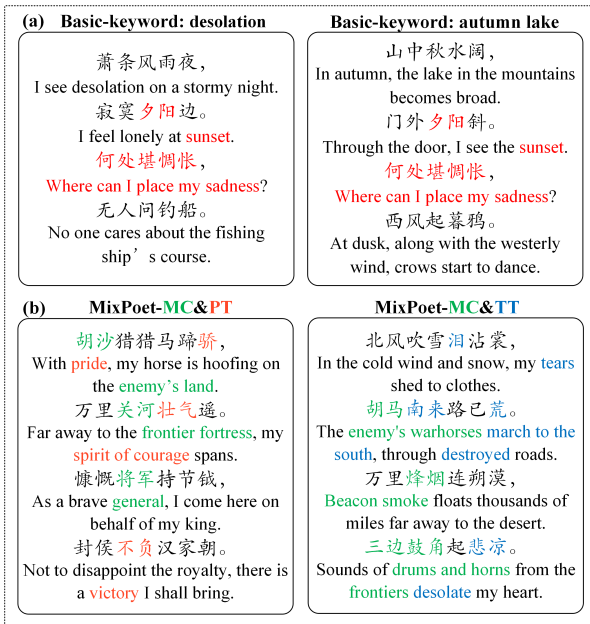 (a) Basic-keyword: desolation
萧条风雨夜，
I see desolation on a stormy night.
寂寞夕阳边。
I feel lonely at sunset.
何处堪惆怅，
Where can I place my sadness?
无人问钓船。
No one cares about the fishing
ship's course.
Basic-keyword: autumn lake
山中秋水阔，
In autumn, the lake in the mountains
becomes broad.
门外夕阳斜。
Through the door, I see the sunset.
何处堪惆怅，
Where can I place my sadness?
西风起暮鸦。
At dusk, along with the westerly
wind, crows start to dance.
(b) MixPoet-MC&PT
胡沙猎猎马蹄骄，
With pride, my horse is hoofing on
the enemy's land.
万里关河壮气遥。
Far away to the frontier fortress, my
spirit of courage spans.
慷慨将军持节钺，
As a brave general, I come here on
behalf of my king.
封侯不负汉家朝。
Not to disappoint the royalty, there is
a victory I shall bring.
MixPoet-MC&TT
北风吹雪泪沾裳，
In the cold wind and snow, my tears
shed to clothes.
胡马南来路已荒。
The enemy's warhorses march to the
south, through destroyed roads.
万里烽烟连朔漠，
Beacon smoke floats thousands of
miles far away to the desert.
三边鼓角起悲凉。
Sounds of drums and horns from the
frontiers desolate my heart.